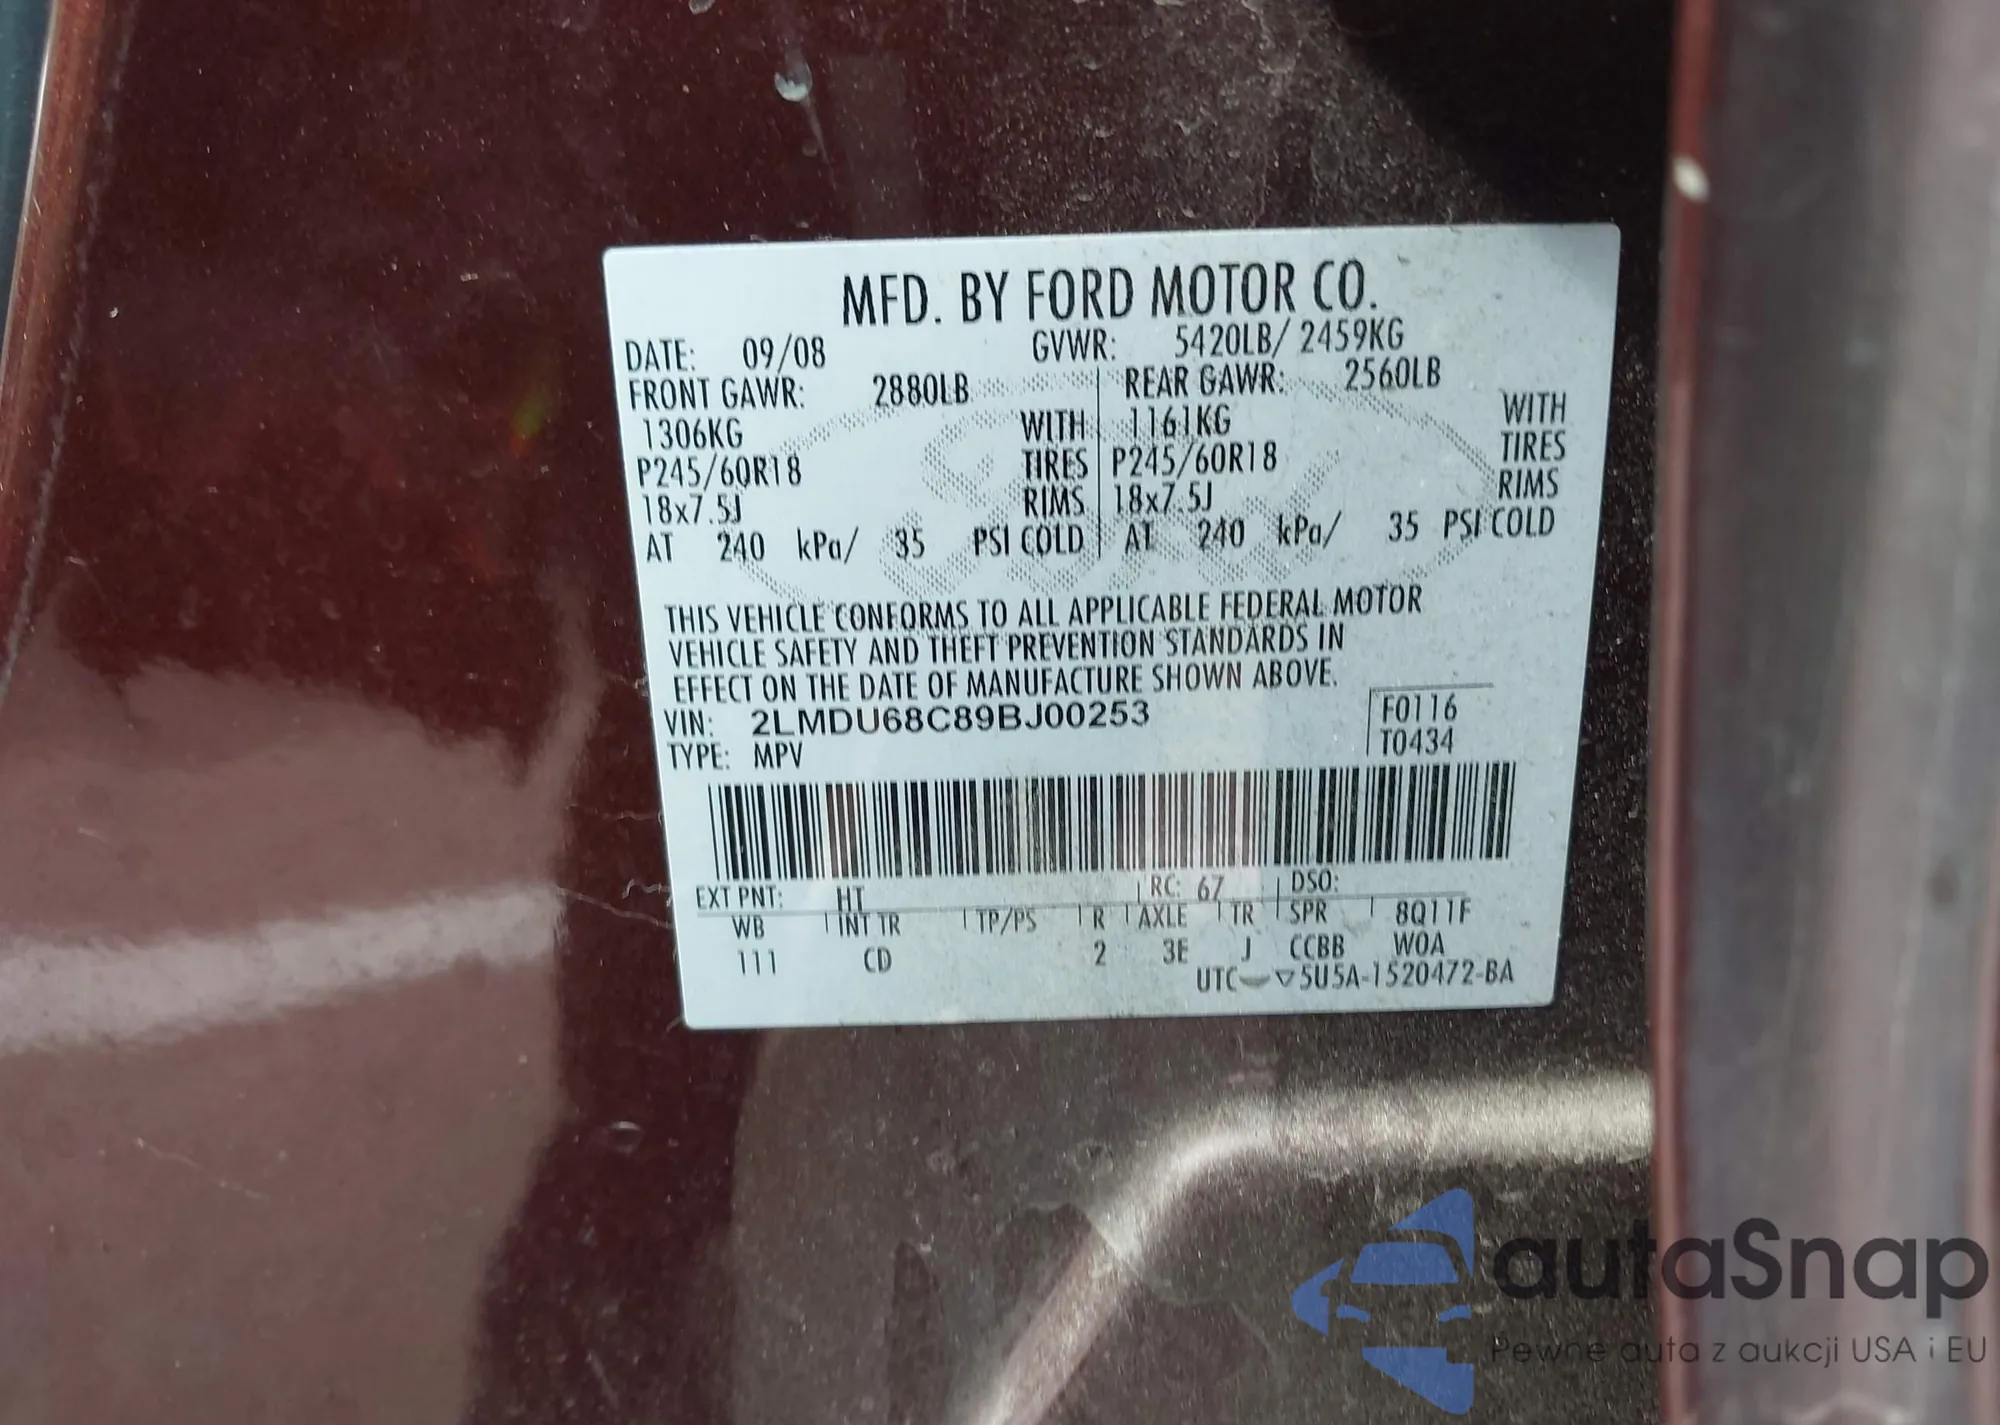 MFD. BY FORD MOTOR CO.
DATE: 09/08 GVWR: 5420LB/ 2459KG
FRONT GAWR: 2880LB REAR GAWR: 2560LB
1306KG WITH 1161KG WITH
P245/60R18 TIRES P245/60R18 TIRES
18x7.5J RIMS 18x7.5J RIMS
AT 240 kPa/ 35 PSI COLD AT 240 kPa/ 35 PSI COLD
THIS VEHICLE CONFORMS TO ALL APPLICABLE FEDERAL MOTOR
VEHICLE SAFETY AND THEFT PREVENTION STANDARDS IN
EFFECT ON THE DATE OF MANUFACTURE SHOWN ABOVE.
VIN: 2LMDU68C89BJ00253 F0116
TYPE: MPV T0434
EXT PNT: HT RC: 67 DSO:
WB INT TR TP/PS R AXLE TR SPR 8Q11F
111 CD 2 3E J CCBB W0A
UTC 5U5A-1520472-BA
autaSnap
Pewne auta z aukcji USA i EU